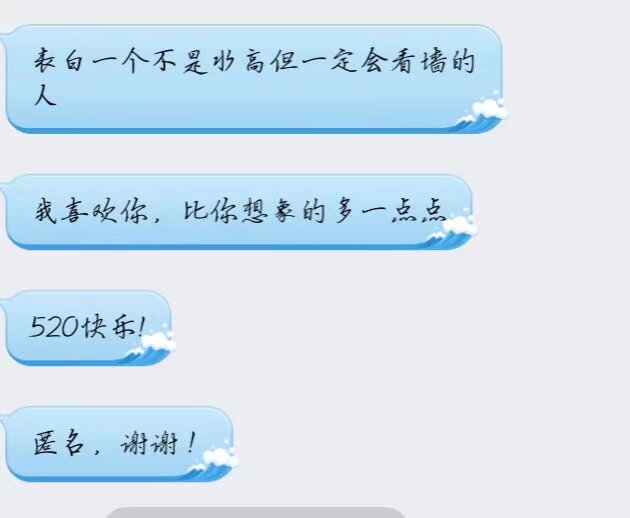 表白一个不是水高但一定会看墙的
人
我喜欢你，比你想象的多一点点
520快乐!
匿名，谢谢！